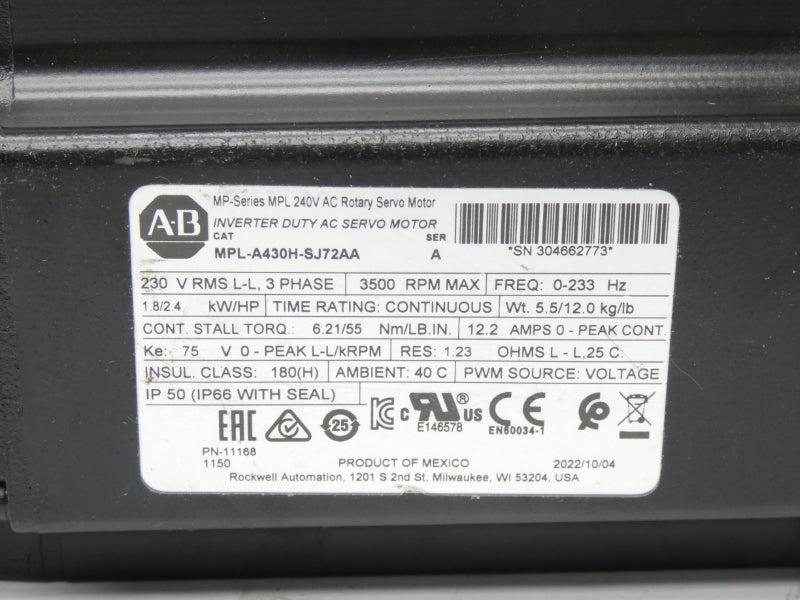 A-B
MP-Series MPL 240V AC Rotary Servo Motor
INVERTER DUTY AC SERVO MOTOR
CAT SER
MPL-A430H-SJ72AA A
*SN 304662773*
230 V RMS L-L, 3 PHASE 3500 RPM MAX FREQ: 0-233 Hz
1.8/2.4 kW/HP TIME RATING: CONTINUOUS Wt. 5.5/12.0 kg/lb
CONT. STALL TORQ.: 6.21/55 Nm/LB.IN. 12.2 AMPS 0 - PEAK CONT.
Ke: 75 V 0 - PEAK L-L/kRPM RES: 1.23 OHMS L - L,25 C.
INSUL. CLASS: 180(H) AMBIENT: 40 C PWM SOURCE: VOLTAGE
IP 50 (IP66 WITH SEAL)
EAC 25 c UR® US CE
E146578 EN60034-1
PN-11168
1150 PRODUCT OF MEXICO 2022/10/04
Rockwell Automation, 1201 S 2nd St, Milwaukee, WI 53204, USA